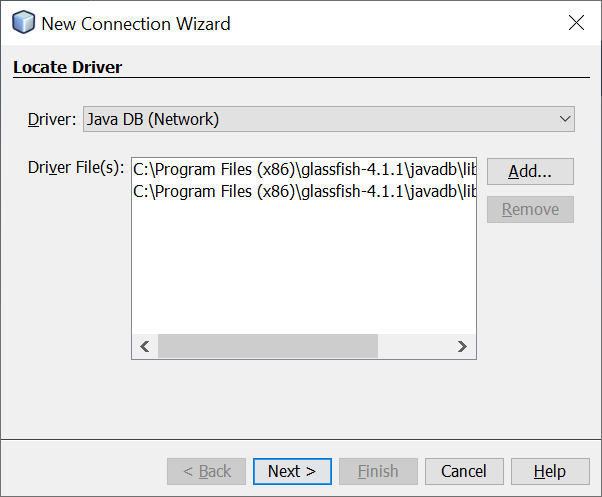 New Connection Wizard
Locate Driver
Driver: Java DB (Network)
Driver File(s): C:\Program Files (x86)\glassfish-4.1.1\javadb\lib Add...
C:\Program Files (x86)\glassfish-4.1.1\javadb\lib Remove
< Back Next > Finish Cancel Help